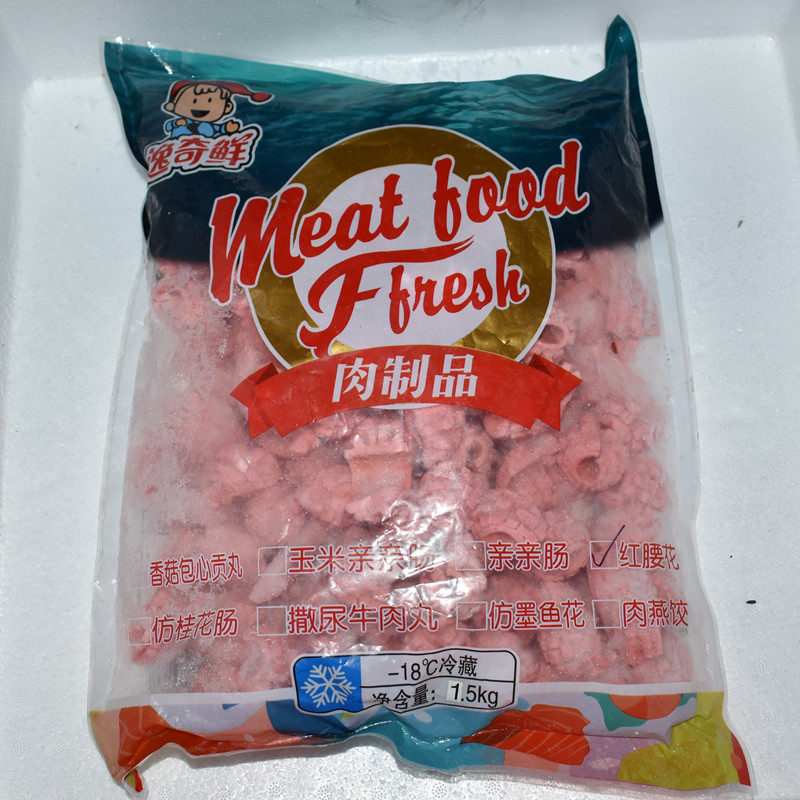 逸奇鲜
Meat food
Ffresh
肉制品
香菇包心贡丸 玉米亲亲肠 亲亲肠 红腰花
仿桂花肠 撒尿牛肉丸 仿墨鱼花 肉燕饺
-18℃冷藏
净含量: 1.5kg